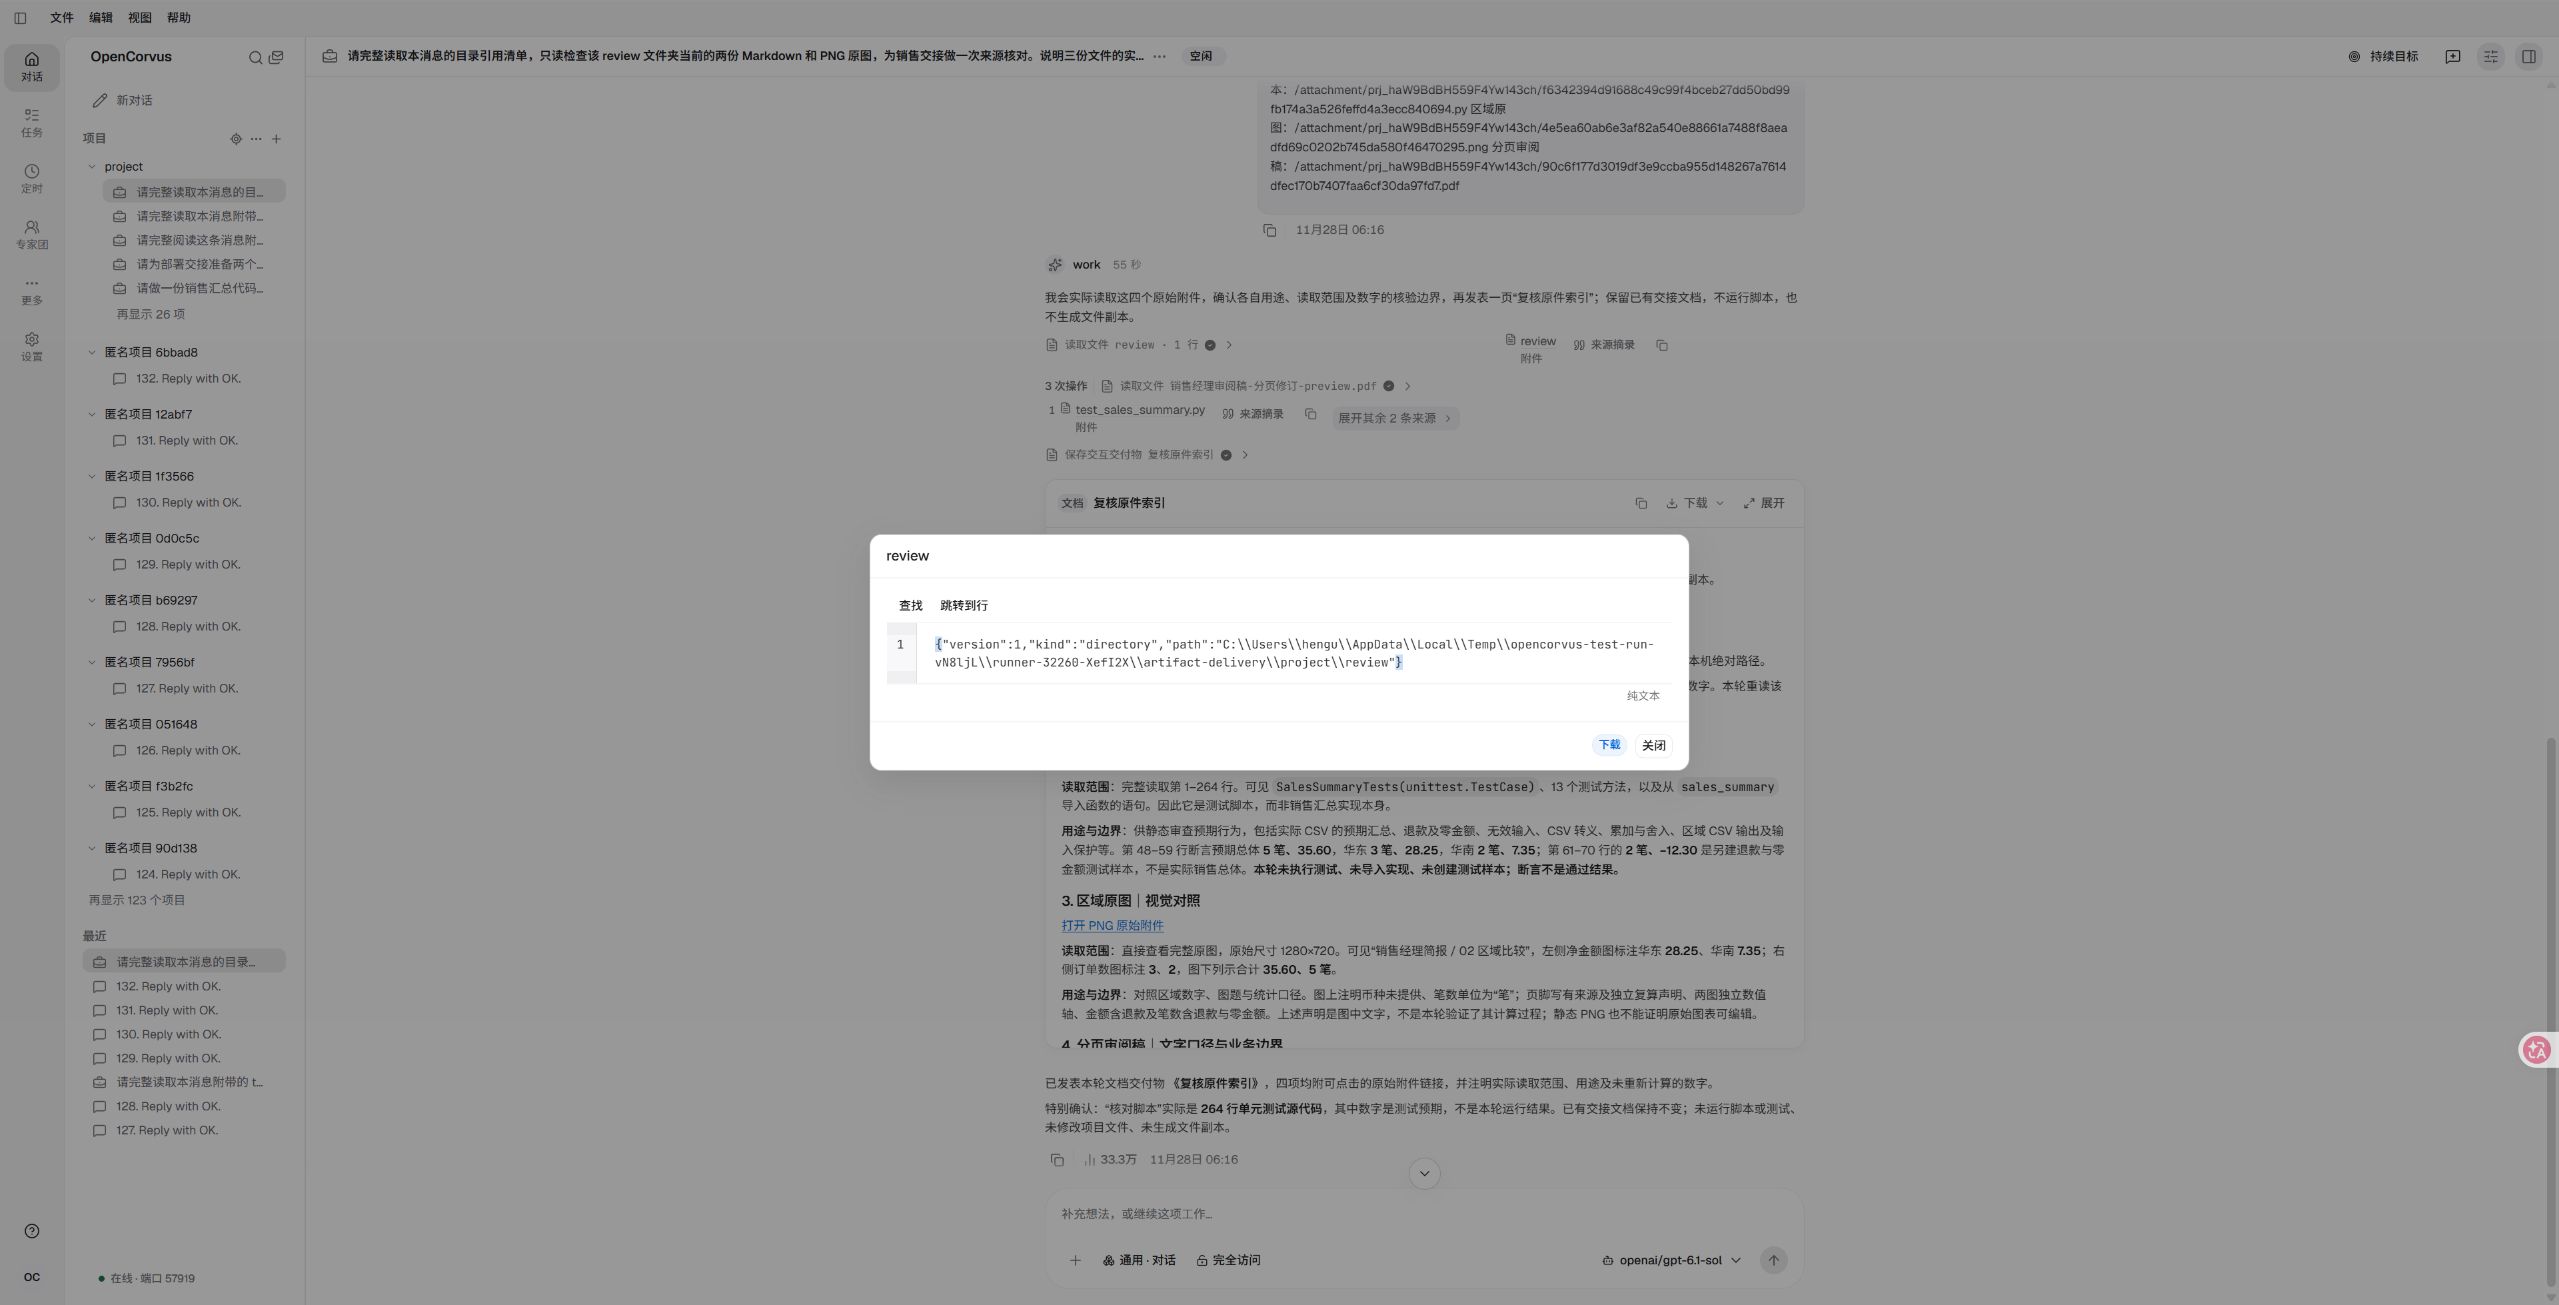 文件 编辑 视图 帮助
对话
任务
定时
专家团
更多
设置
OC
OpenCorvus
新对话
项目
project
请完整读取本消息的目...
请完整读取本消息附带...
请完整阅读这条消息附...
请为部署交接准备两个...
请做一份销售汇总代码...
再显示 26 项
匿名项目 6bbad8
132. Reply with OK.
匿名项目 12abf7
131. Reply with OK.
匿名项目 1f3566
130. Reply with OK.
匿名项目 0d0c5c
129. Reply with OK.
匿名项目 b69297
128. Reply with OK.
匿名项目 7956bf
127. Reply with OK.
匿名项目 051648
126. Reply with OK.
匿名项目 f3b2fc
125. Reply with OK.
匿名项目 90d138
124. Reply with OK.
再显示 123 个项目
最近
请完整读取本消息的目录...
132. Reply with OK.
131. Reply with OK.
130. Reply with OK.
129. Reply with OK.
请完整读取本消息附带的 t...
128. Reply with OK.
127. Reply with OK.
在线 · 端口 57919
请完整读取本消息的目录引用清单，只读检查该 review 文件夹当前的两份 Markdown 和 PNG 原图，为销售交接做一次来源核对。说明三份文件的实... ··· 空闲
持续目标
本：/attachment/prj_haW9BdBH559F4Yw143ch/f6342394d91688c49c99f4bceb27dd50bd99
fb174a3a526feffd4a3ecc840694.py 区域原
图：/attachment/prj_haW9BdBH559F4Yw143ch/4e5ea60ab6e3af82a540e88661a7488f8aea
dfd69c0202b745da580f46470295.png 分页审阅
稿：/attachment/prj_haW9BdBH559F4Yw143ch/90c6f177d3019df3e9ccba955d148267a7614
dfec170b7407faa6cf30da97fd7.pdf
11月28日 06:16
work 55 秒
我会实际读取这四个原始附件，确认各自用途、读取范围及数字的核验边界，再发表一页“复核原件索引”；保留已有交接文档，不运行脚本，也
不生成文件副本。
读取文件 review · 1 行
review 来源摘录
附件
3 次操作 读取文件 销售经理审阅稿-分页修订-preview.pdf
1 test_sales_summary.py 来源摘录 展开其余 2 条来源
附件
保存交互交付物 复核原件索引
文档 复核原件索引 下载 展开
副本。
本机绝对路径。
数字。本轮重读该
review
查找 跳转到行
1 {"version":1,"kind":"directory","path":"C:\\Users\\hengu\\AppData\\Local\\Temp\\opencorvus-test-run-
vN8ljL\\runner-32260-XefI2X\\artifact-delivery\\project\\review"}
纯文本
下载 关闭
读取范围：完整读取第 1–264 行。可见 SalesSummaryTests(unittest.TestCase)、13 个测试方法，以及从 sales_summary
导入函数的语句。因此它是测试脚本，而非销售汇总实现本身。
用途与边界：供静态审查预期行为，包括实际 CSV 的预期汇总、退款及零金额、无效输入、CSV 转义、累加与舍入、区域 CSV 输出及输
入保护等。第 48–59 行断言预期总体 5 笔、35.60，华东 3 笔、28.25，华南 2 笔、7.35；第 61–70 行的 2 笔、−12.30 是另建退款与零
金额测试样本，不是实际销售总体。本轮未执行测试、未导入实现、未创建测试样本；断言不是通过结果。
3. 区域原图｜视觉对照
打开 PNG 原始附件
读取范围：直接查看完整原图，原始尺寸 1280×720。可见“销售经理简报 / 02 区域比较”，左侧净金额图标注华东 28.25、华南 7.35；右
侧订单数图标注 3、2，图下列示合计 35.60、5 笔。
用途与边界：对照区域数字、图题与统计口径。图上注明币种未提供、笔数单位为“笔”；页脚写有来源及独立复算声明、两图独立数值
轴、金额含退款及笔数含退款与零金额。上述声明是图中文字，不是本轮验证了其计算过程；静态 PNG 也不能证明原始图表可编辑。
4. 分页审阅稿｜文字口径与业务边界
已发表本轮文档交付物《复核原件索引》，四项均附可点击的原始附件链接，并注明实际读取范围、用途及未重新计算的数字。
特别确认：“核对脚本”实际是 264 行单元测试源代码，其中数字是测试预期，不是本轮运行结果。已有交接文档保持不变；未运行脚本或测试、
未修改项目文件、未生成文件副本。
33.3万 11月28日 06:16
补充想法，或继续这项工作...
通用 · 对话 完全访问 openai/gpt-6.1-sol